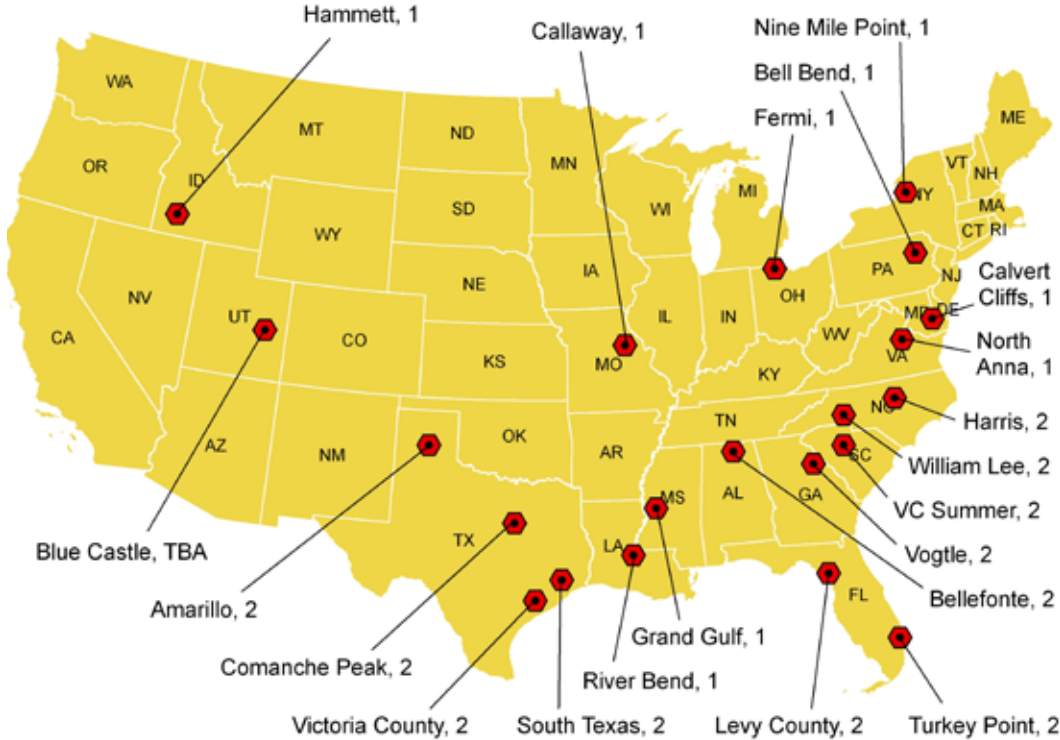 Hammett, 1
Callaway, 1
Nine Mile Point, 1
Bell Bend, 1
Fermi, 1
WA
MT
ND
MN
ME
OR
ID
SD
WI
MI
VT
NH
NY
MA
CT
RI
WY
IA
NE
PA
NJ
Calvert
Cliffs, 1
NV
UT
CO
IL
IN
OH
MD
DE
WV
VA
North
Anna, 1
CA
KS
MO
KY
NC
Harris, 2
AZ
NM
OK
AR
TN
SC
William Lee, 2
MS
AL
GA
VC Summer, 2
TX
LA
Vogtle, 2
Blue Castle, TBA
FL
Bellefonte, 2
Amarillo, 2
Grand Gulf, 1
Comanche Peak, 2
River Bend, 1
Victoria County, 2
South Texas, 2
Levy County, 2
Turkey Point, 2